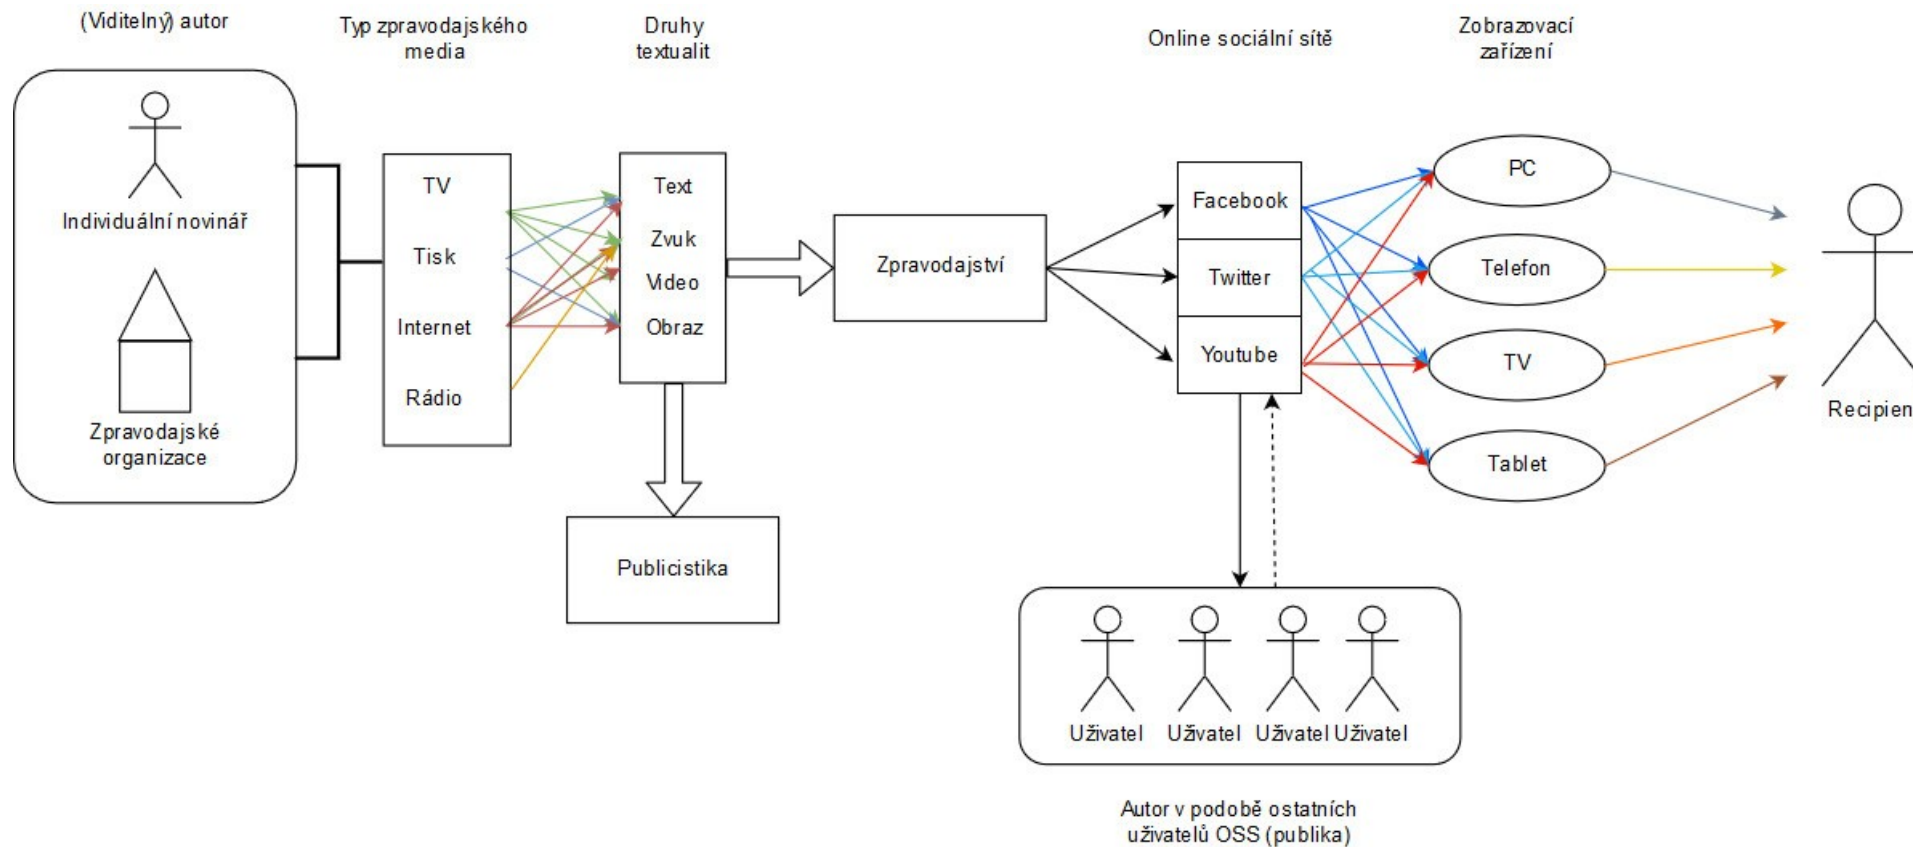 (Viditelný) autor
Typ zpravodajského
media
Druhy
textualit
Online sociální sítě
Zobrazovací
zařízení
Individuální novinář
Zpravodajské
organizace
TV
Tisk
Internet
Rádio
Text
Zvuk
Video
Obraz
Publicistika
Zpravodajství
Facebook
Twitter
Youtube
PC
Telefon
TV
Tablet
Recipien
Uživatel
Uživatel
Uživatel
Uživatel
Autor v podobě ostatních
uživatelů OSS (publika)